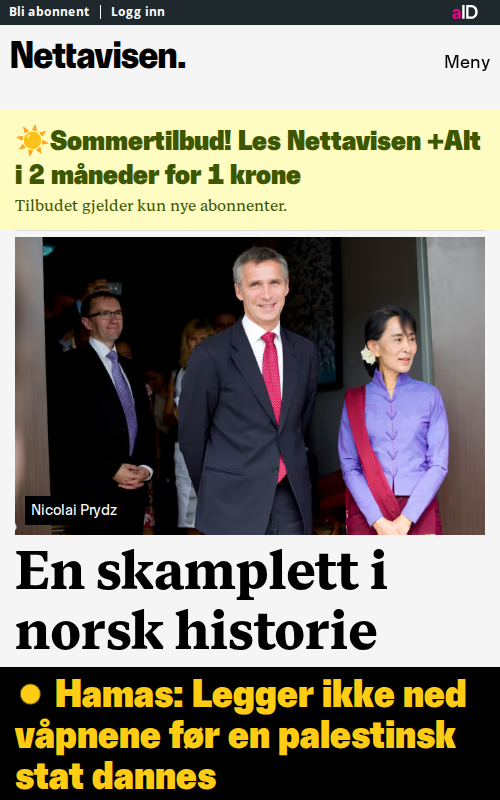 Bli abonnent | Logg inn
aID
Nettavisen.
Meny
☀️Sommertilbud! Les Nettavisen +Alt
i 2 måneder for 1 krone
Tilbudet gjelder kun nye abonnenter.
Nicolai Prydz
En skamplett i
norsk historie
Hamas: Legger ikke ned
våpnene før en palestinsk
stat dannes